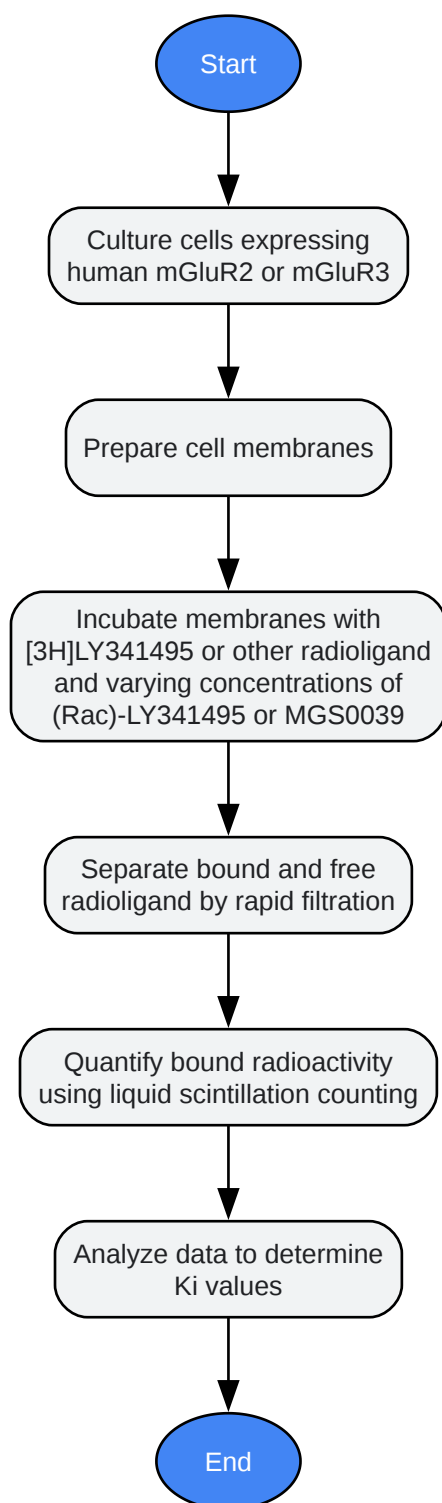 Start
Culture cells expressing
human mGluR2 or mGluR3
Prepare cell membranes
Incubate membranes with
[3H]LY341495 or other radioligand
and varying concentrations of
(Rac)-LY341495 or MGS0039
Separate bound and free
radioligand by rapid filtration
Quantify bound radioactivity
using liquid scintillation counting
Analyze data to determine
Ki values
End